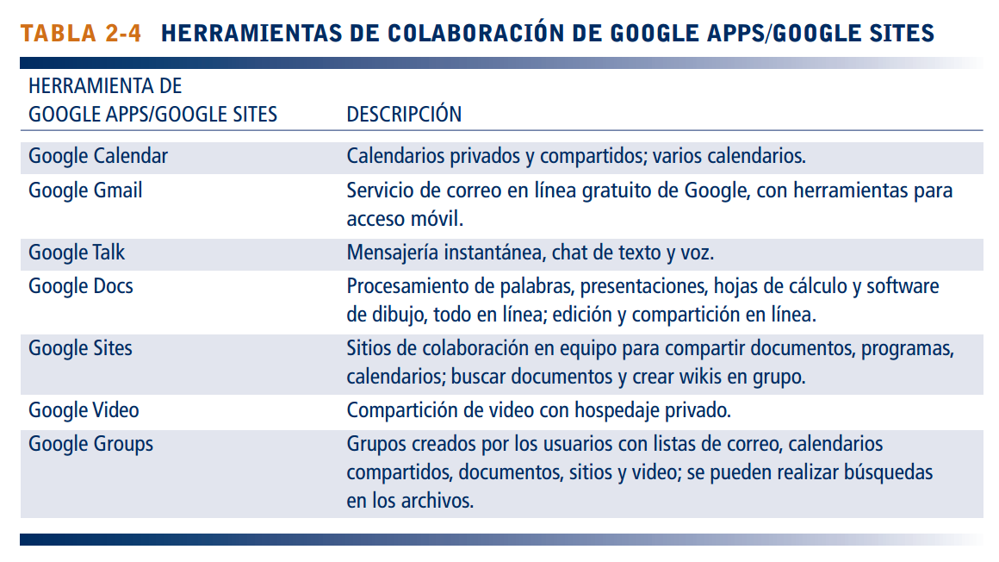 TABLA 2-4 HERRAMIENTAS DE COLABORACIÓN DE GOOGLE APPS/GOOGLE SITES
HERRAMIENTA DE
GOOGLE APPS/GOOGLE SITES DESCRIPCIÓN
Google Calendar Calendarios privados y compartidos; varios calendarios.
Google Gmail Servicio de correo en línea gratuito de Google, con herramientas para
acceso móvil.
Google Talk Mensajería instantánea, chat de texto y voz.
Google Docs Procesamiento de palabras, presentaciones, hojas de cálculo y software
de dibujo, todo en línea; edición y compartición en línea.
Google Sites Sitios de colaboración en equipo para compartir documentos, programas,
calendarios; buscar documentos y crear wikis en grupo.
Google Video Compartición de video con hospedaje privado.
Google Groups Grupos creados por los usuarios con listas de correo, calendarios
compartidos, documentos, sitios y video; se pueden realizar búsquedas
en los archivos.